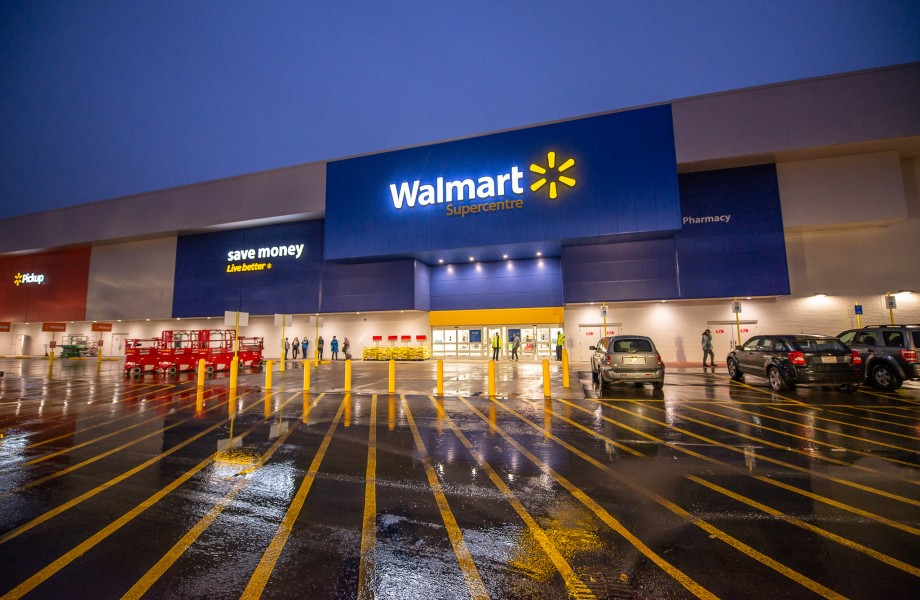 Walmart
Supercentre
save money
Live better
Pharmacy
Pickup